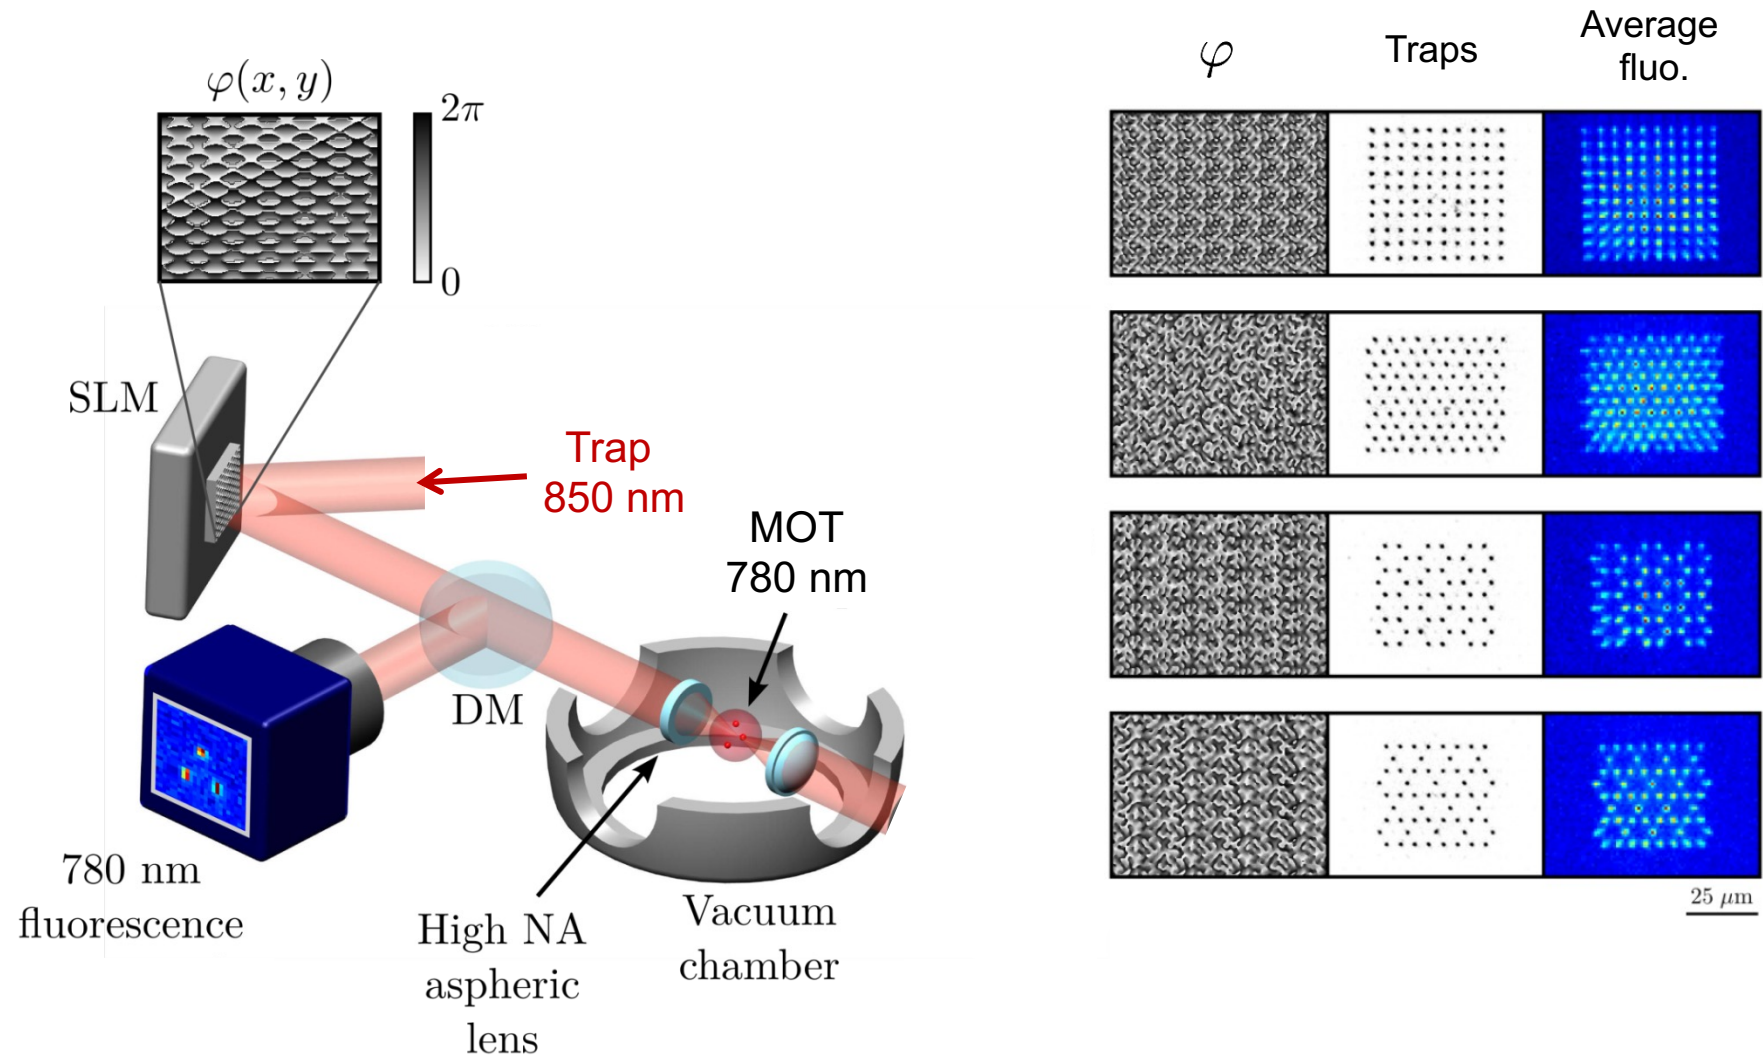 φ(x, y)
2π
0
SLM
Trap
850 nm
MOT
780 nm
DM
780 nm
fluorescence
High NA
aspheric
lens
Vacuum
chamber
φ
Traps
Average
fluo.
25 μm